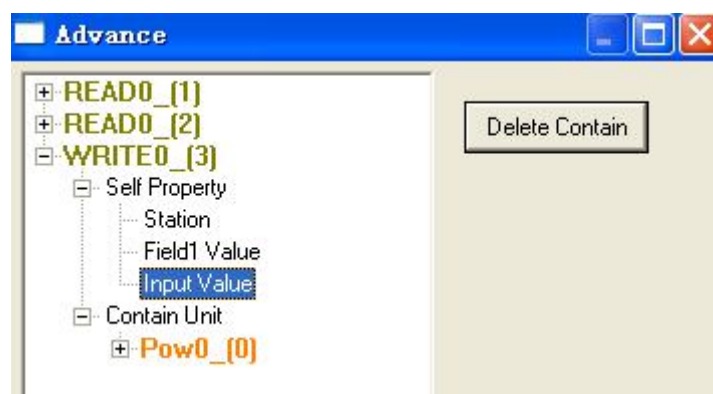 Advance
READ0_(1)
READ0_(2)
WRITE0_(3)
Self Property
Station
Field1 Value
Input Value
Contain Unit
Pow0_(0)
Delete Contain